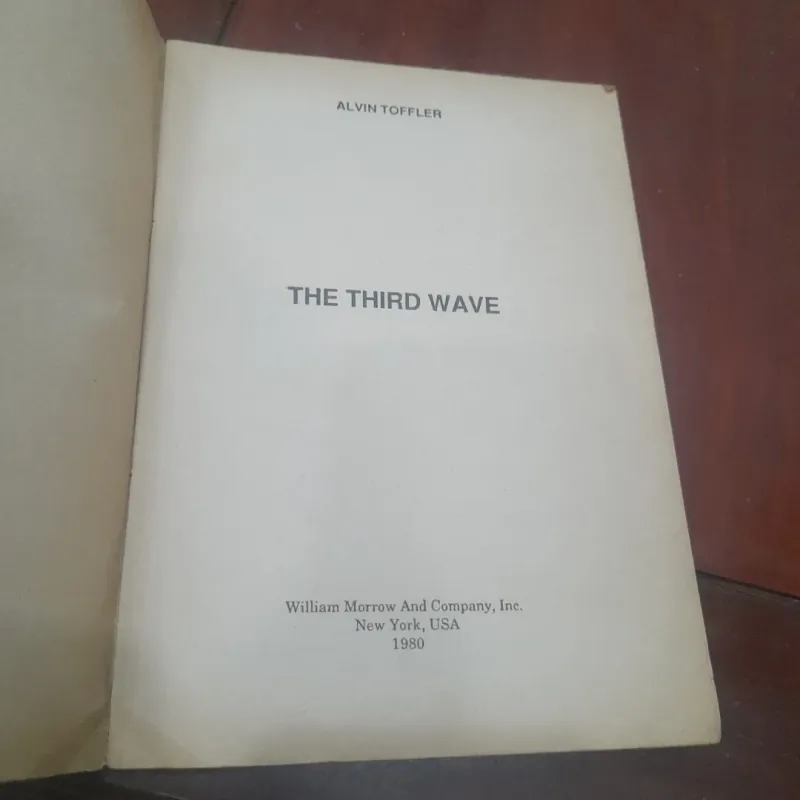 ALVIN TOFFLER
THE THIRD WAVE
William Morrow And Company, Inc.
New York, USA
1980